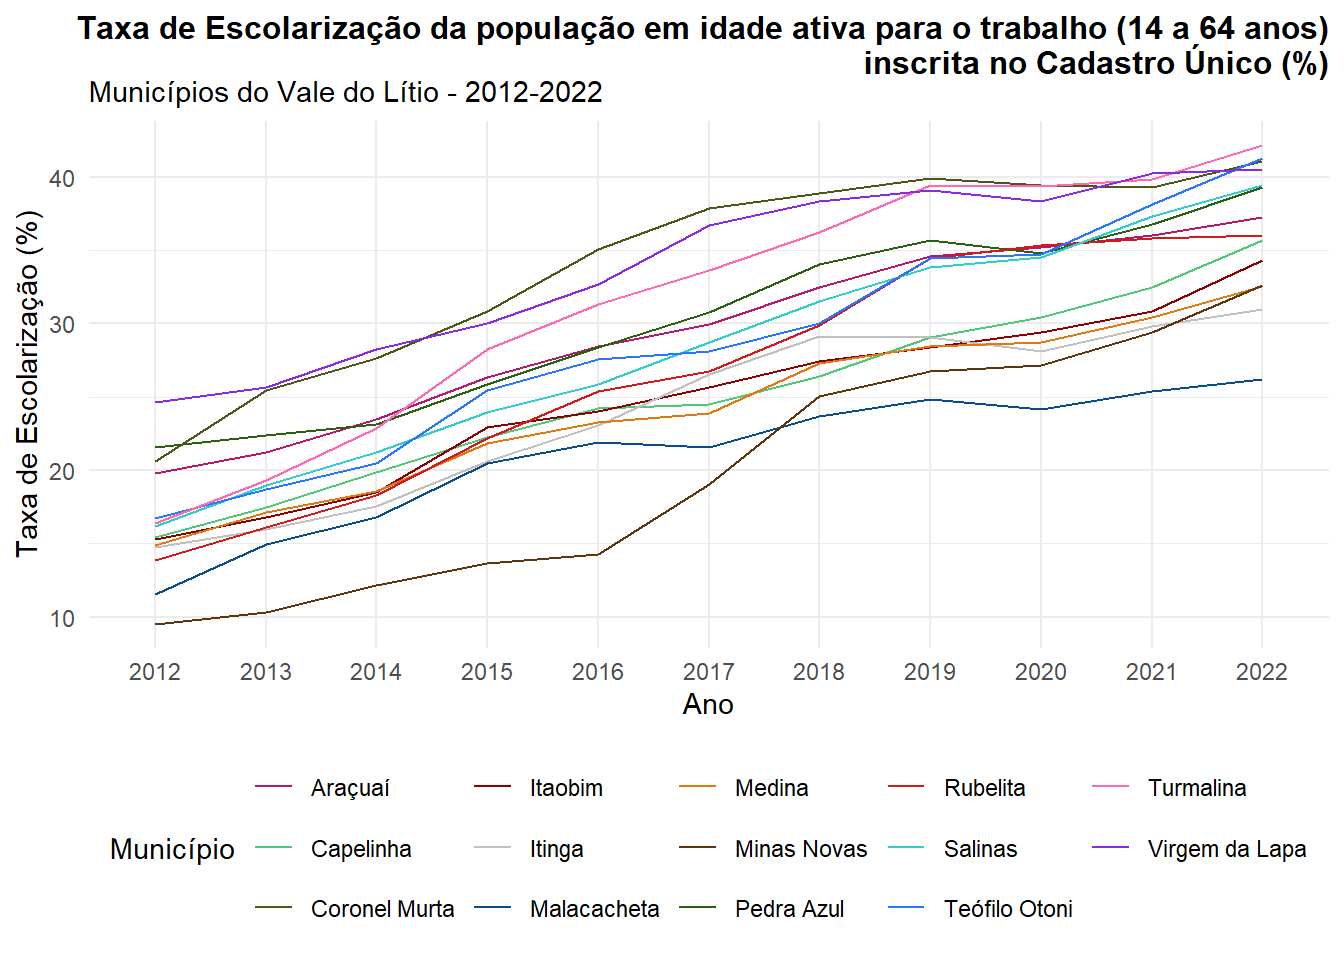 Taxa de Escolarização da população em idade ativa para o trabalho (14 a 64 anos)
inscrita no Cadastro Único (%)
Municípios do Vale do Lítio - 2012-2022
Taxa de Escolarização (%)
40
30
20
10
2012 2013 2014 2015 2016 2017 2018 2019 2020 2021 2022
Ano
Município
Araçuaí Itaobim Medina Rubelita Turmalina
Capelinha Itinga Minas Novas Salinas Virgem da Lapa
Coronel Murta Malacacheta Pedra Azul Teófilo Otoni